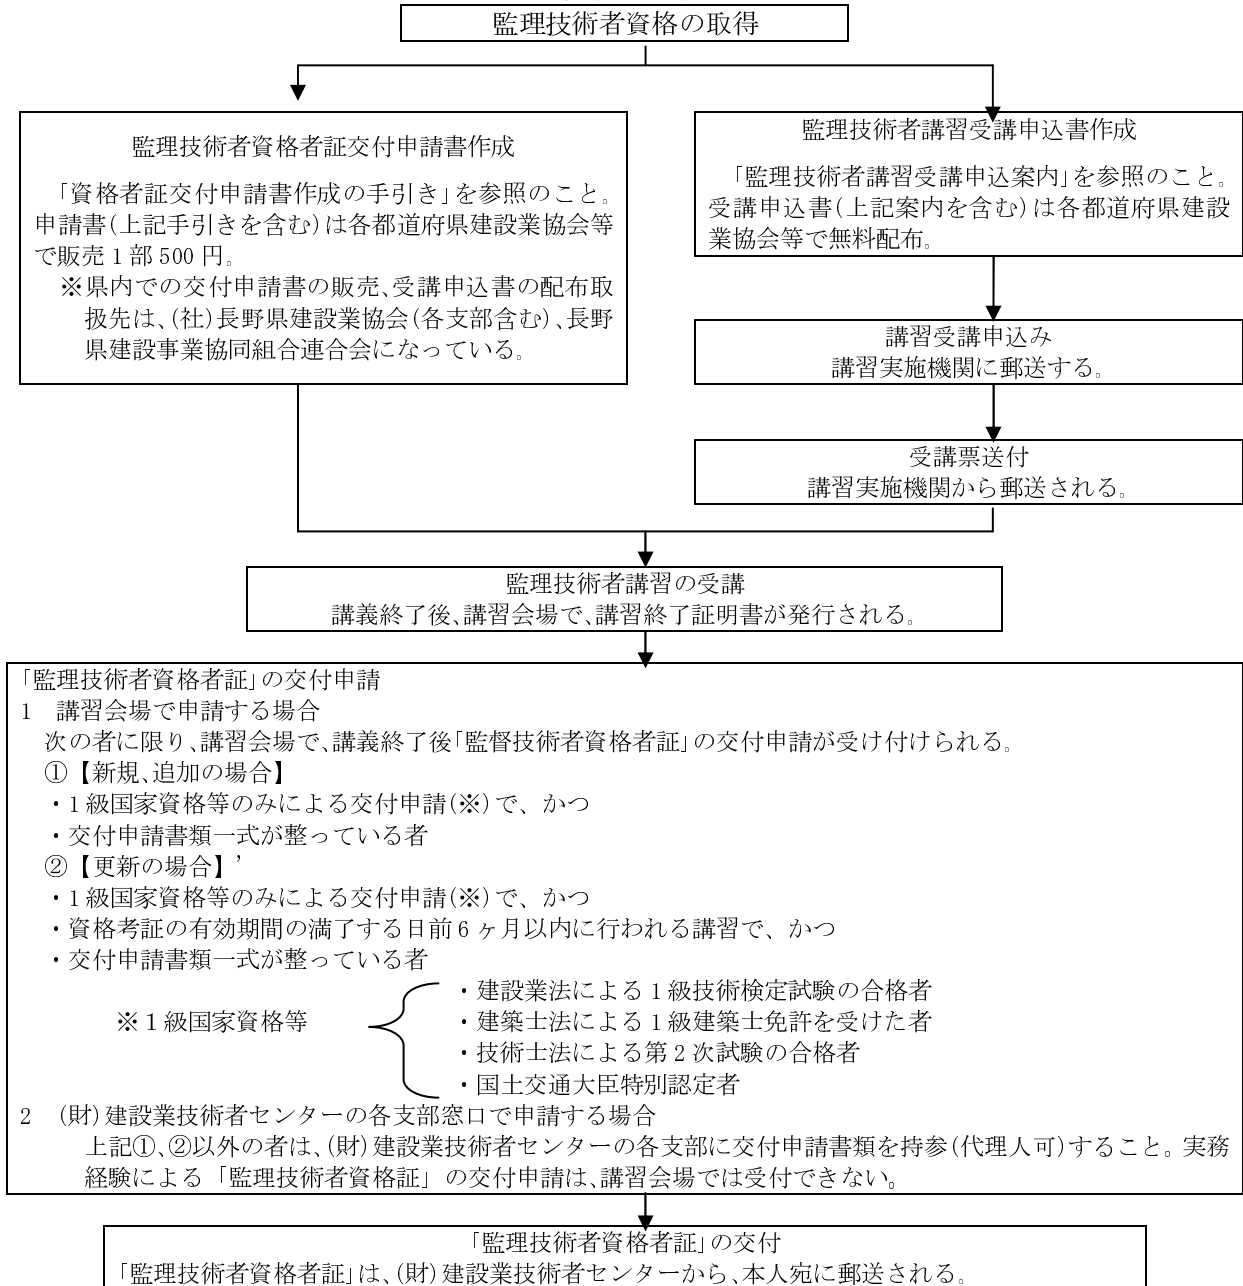 監理技術者資格の取得
監理技術者資格者証交付申請書作成
「資格者証交付申請書作成の手引き」を参照のこと。
申請書(上記手引きを含む)は各都道府県建設業協会等
で販売1部500円。
※県内での交付申請書の販売、受講申込書の配布取
扱先は、(社)長野県建設業協会(各支部含む)、長野
県建設事業協同組合連合会になっている。
監理技術者講習受講申込書作成
「監理技術者講習受講申込案内」を参照のこと。
受講申込書(上記案内を含む)は各都道府県建設
業協会等で無料配布。
講習受講申込み
講習実施機関に郵送する。
受講票送付
講習実施機関から郵送される。
監理技術者講習の受講
講義終了後、講習会場で、講習終了証明書が発行される。
「監理技術者資格者証」の交付申請
1 講習会場で申請する場合
次の者に限り、講習会場で、講義終了後「監督技術者資格者証」の交付申請が受け付けられる。
①【新規、追加の場合】
・1級国家資格等のみによる交付申請(※)で、かつ
・交付申請書類一式が整っている者
②【更新の場合】’
・1級国家資格等のみによる交付申請(※)で、かつ
・資格考証の有効期間の満了する日前6ヶ月以内に行われる講習で、かつ
・交付申請書類一式が整っている者
※1級国家資格等
・建設業法による1級技術検定試験の合格者
・建築士法による1級建築士免許を受けた者
・技術士法による第2次試験の合格者
・国土交通大臣特別認定者
2 (財)建設業技術者センターの各支部窓口で申請する場合
上記①、②以外の者は、(財)建設業技術者センターの各支部に交付申請書類を持参(代理人可)すること。実務
経験による「監理技術者資格証」の交付申請は、講習会場では受付できない。
「監理技術者資格者証」の交付
「監理技術者資格者証」は、(財)建設業技術者センターから、本人宛に郵送される。